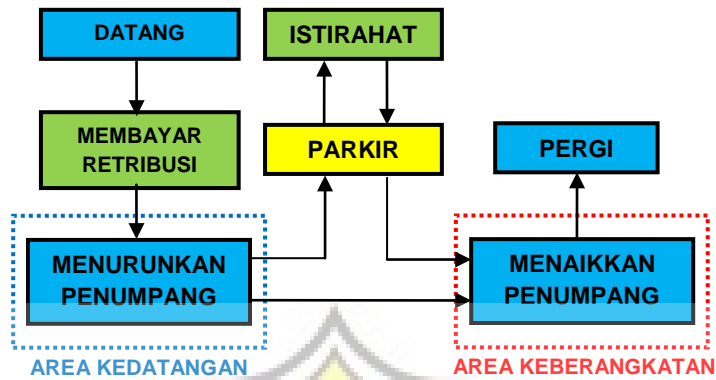 DATANG
ISTIRAHAT
MEMBAYAR
RETRIBUSI
PARKIR
PERGI
MENURUNKAN
PENUMPANG
MENAIKKAN
PENUMPANG
AREA KEDATANGAN
AREA KEBERANGKATAN